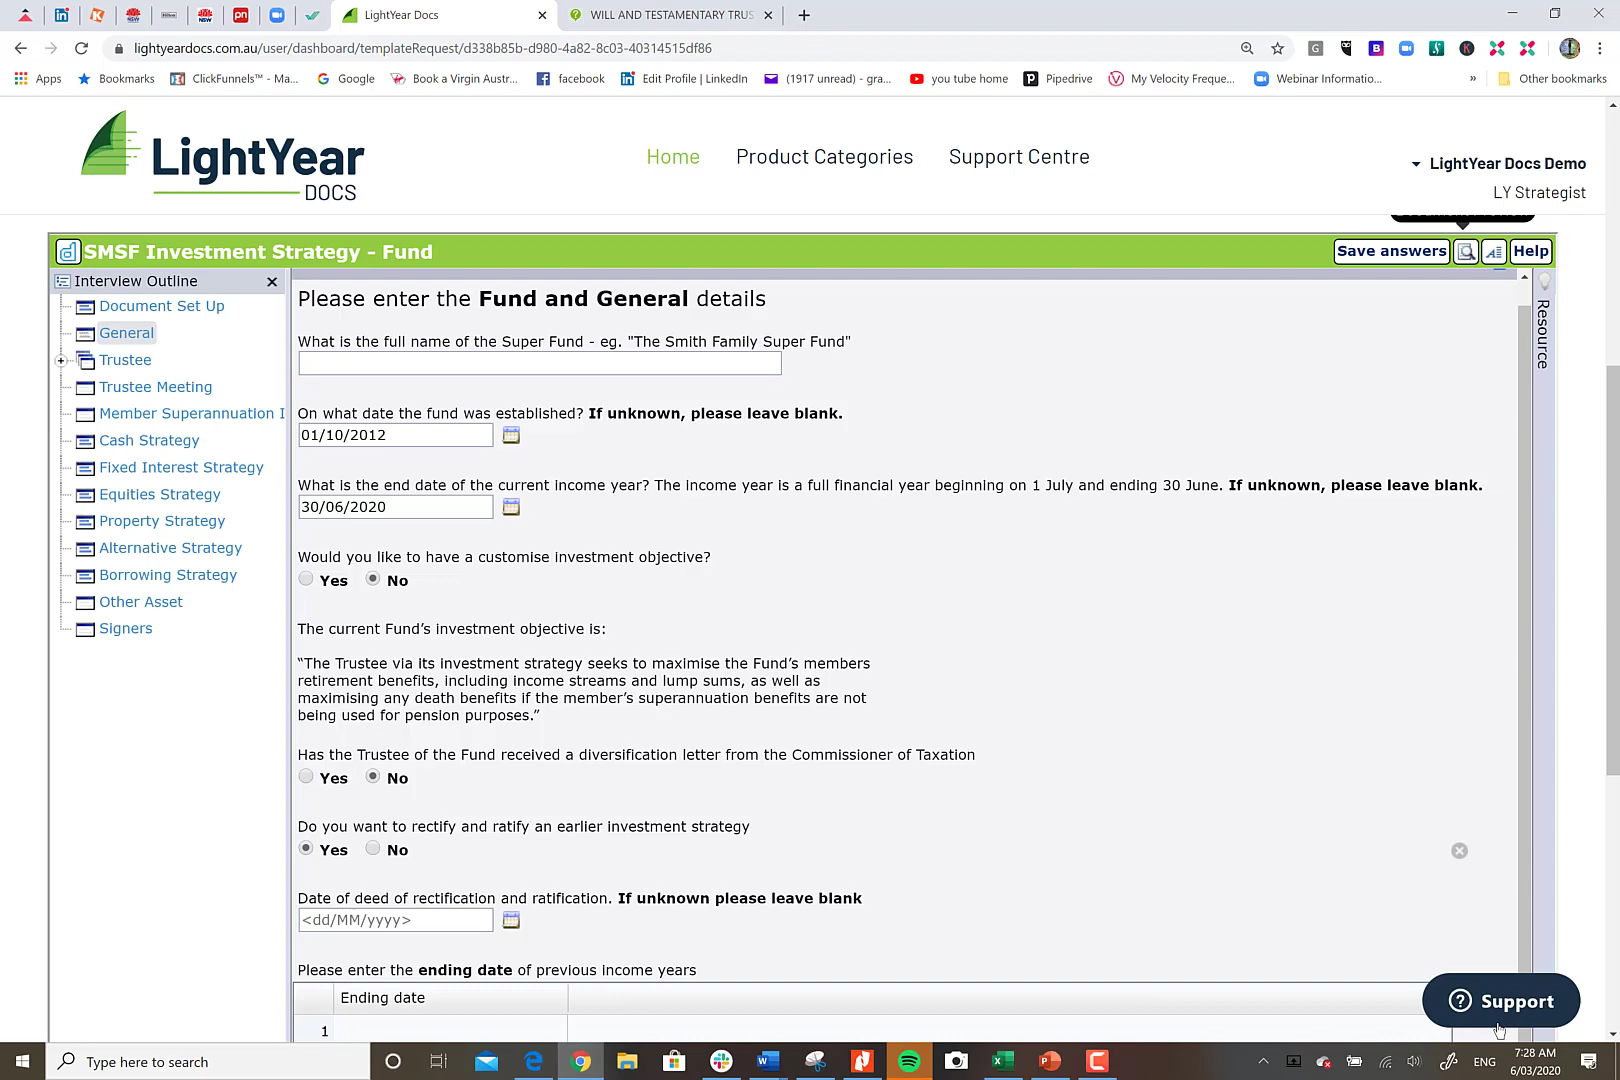 LightYear Docs
WILL AND TESTAMENTARY TRUS
lightyeardocs.com.au/user/dashboard/templateRequest/d338b85b-d980-4a82-8c03-40314515df86
Apps
Bookmarks
ClickFunnels™ - Ma...
Google
Book a Virgin Austr...
facebook
Edit Profile | LinkedIn
(1917 unread) - gra...
you tube home
Pipedrive
My Velocity Freque...
Webinar Informatio...
»
Other bookmarks
LightYear
DOCS
Home
Product Categories
Support Centre
LightYear Docs Demo
LY Strategist
SMSF Investment Strategy - Fund
Save answers
Help
Interview Outline
Document Set Up
General
Trustee
Trustee Meeting
Member Superannuation I
Cash Strategy
Fixed Interest Strategy
Equities Strategy
Property Strategy
Alternative Strategy
Borrowing Strategy
Other Asset
Signers
Please enter the Fund and General details
What is the full name of the Super Fund - eg. "The Smith Family Super Fund"
On what date the fund was established? If unknown, please leave blank.
01/10/2012
What is the end date of the current income year? The income year is a full financial year beginning on 1 July and ending 30 June. If unknown, please leave blank.
30/06/2020
Would you like to have a customise investment objective?
Yes No
The current Fund’s investment objective is:
“The Trustee via its investment strategy seeks to maximise the Fund’s members
retirement benefits, including income streams and lump sums, as well as
maximising any death benefits if the member’s superannuation benefits are not
being used for pension purposes.”
Has the Trustee of the Fund received a diversification letter from the Commissioner of Taxation
Yes No
Do you want to rectify and ratify an earlier investment strategy
Yes No
Date of deed of rectification and ratification. If unknown please leave blank
<dd/MM/yyyy>
Please enter the ending date of previous income years
Ending date
1
Resource
Support
Type here to search
ENG
7:28 AM
6/03/2020